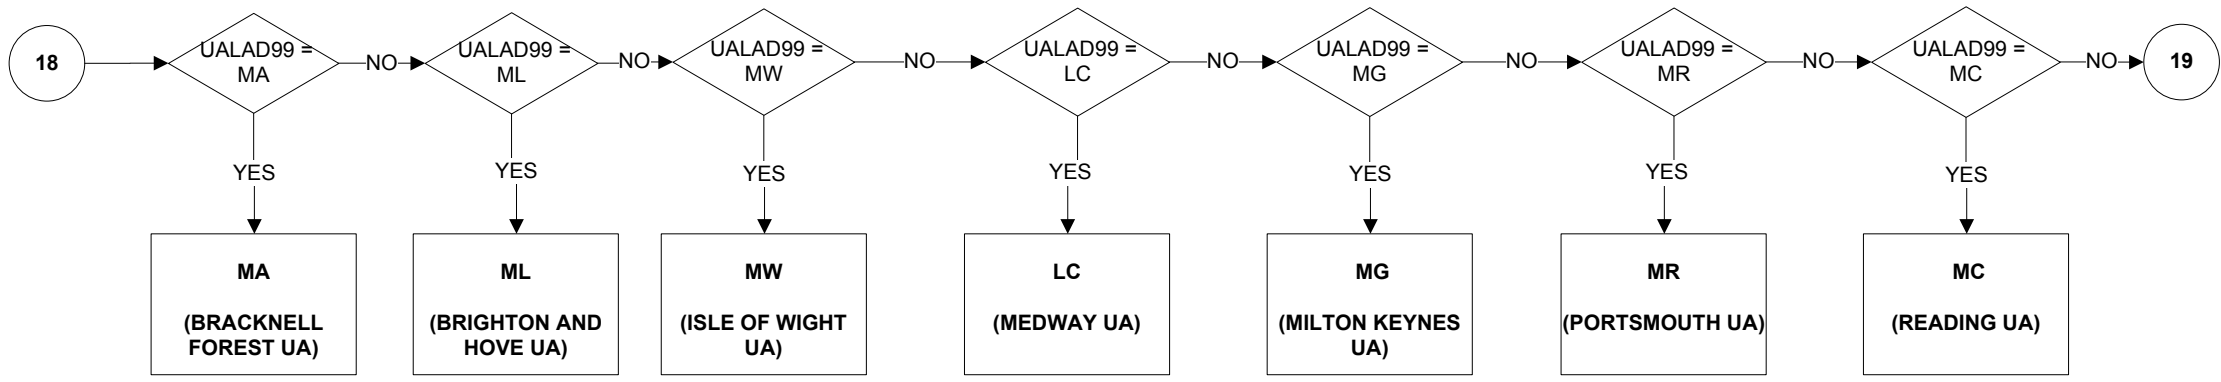 18
UALAD99 =
MA
NO
UALAD99 =
ML
NO
UALAD99 =
MW
NO
UALAD99 =
LC
NO
UALAD99 =
MG
NO
UALAD99 =
MR
NO
UALAD99 =
MC
NO
19
YES
YES
YES
YES
YES
YES
YES
MA
(BRACKNELL
FOREST UA)
ML
(BRIGHTON AND
HOVE UA)
MW
(ISLE OF WIGHT
UA)
LC
(MEDWAY UA)
MG
(MILTON KEYNES
UA)
MR
(PORTSMOUTH UA)
MC
(READING UA)